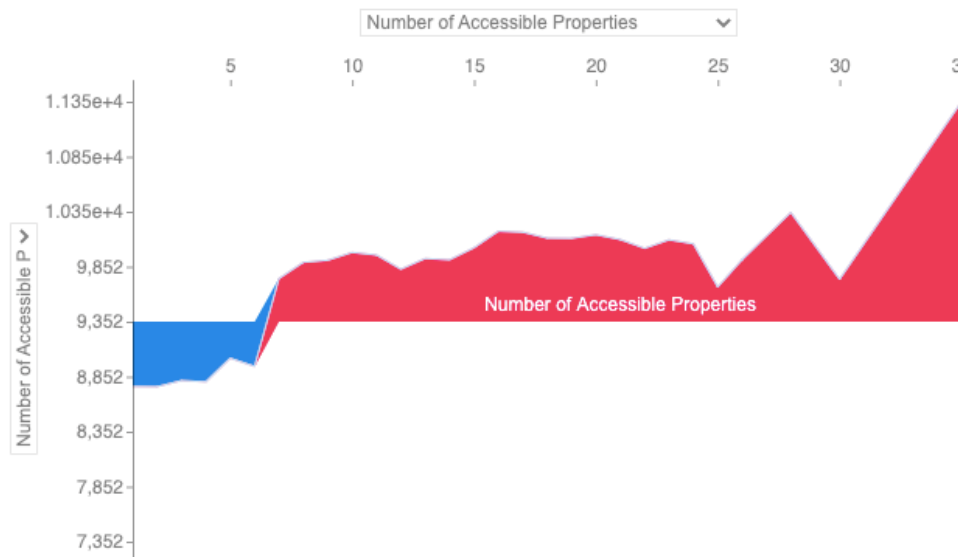 Number of Accessible Properties
5 10 15 20 25 30 3
1.135e+4
1.085e+4
1.035e+4
9,852
9,352
8,852
8,352
7,852
7,352
Number of Accessible P
Number of Accessible Properties